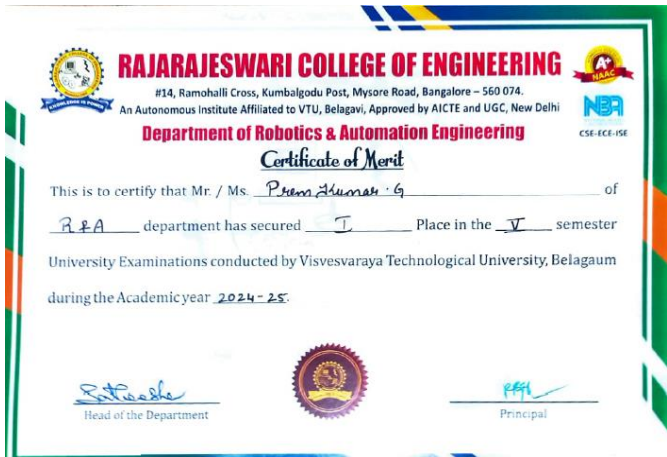 RAJARAJESWARI COLLEGE OF ENGINEERING
#14, Ramohalli Cross, Kumbalgodu Post, Mysore Road, Bangalore – 560 074.
An Autonomous Institute Affiliated to VTU, Belagavi, Approved by AICTE and UGC, New Delhi
A+
NAAC
NBA
CSE-ECE-ISE
KNOWLEDGE IS POWER
Department of Robotics & Automation Engineering
Certificate of Merit
This is to certify that Mr. / Ms. Prem Kumar. G of
R&A department has secured I Place in the V semester
University Examinations conducted by Visvesvaraya Technological University, Belagaum
during the Academic year 2024-25.
Head of the Department
Principal